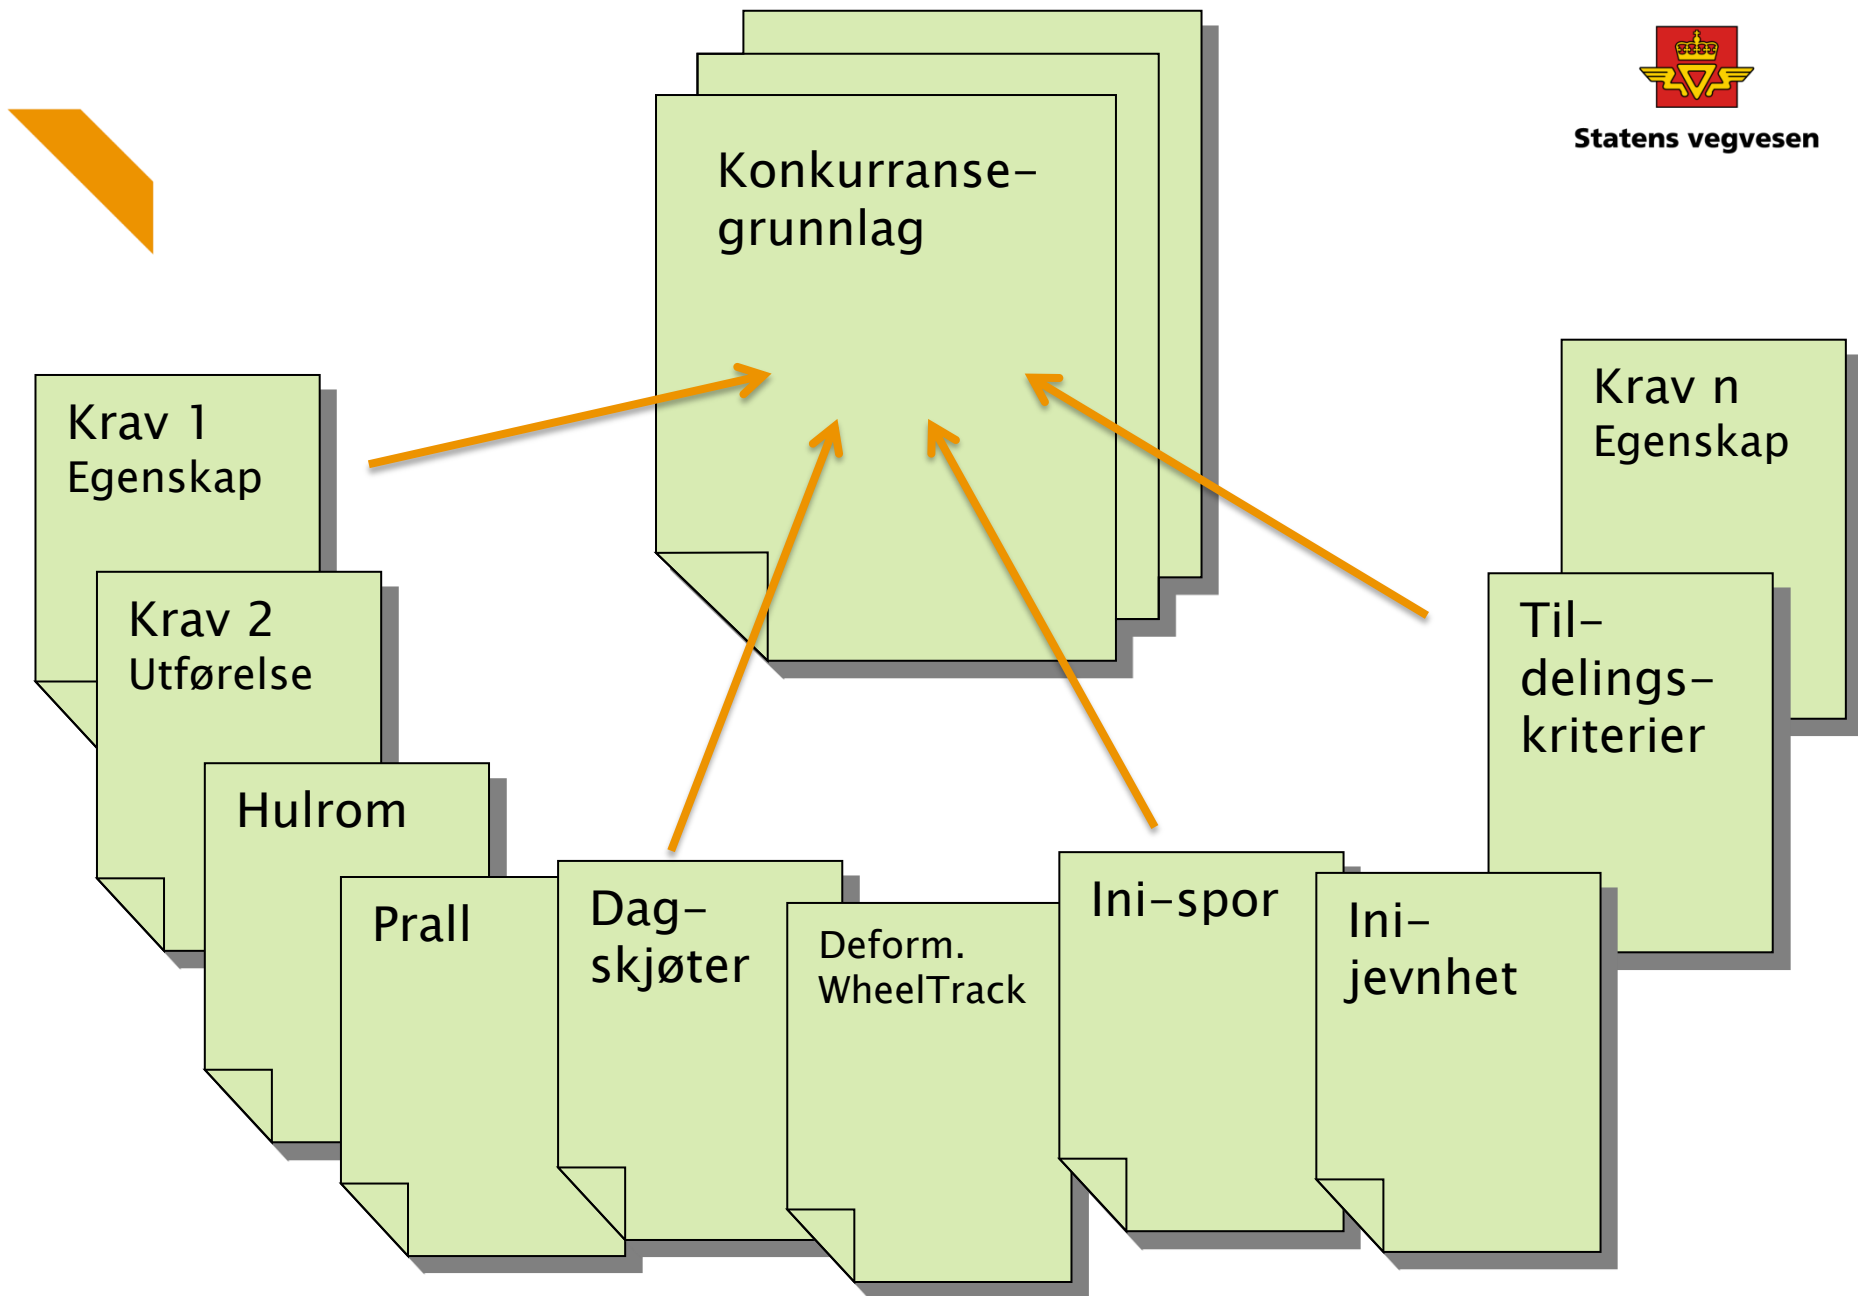 Statens vegvesen
Konkurranse-
grunnlag
Krav 1
Egenskap
Krav 2
Utførelse
Hulrom
Prall
Dag-
skjøter
Deform.
WheelTrack
Ini-spor
Ini-
jevnhet
Til-
delings-
kriterier
Krav n
Egenskap